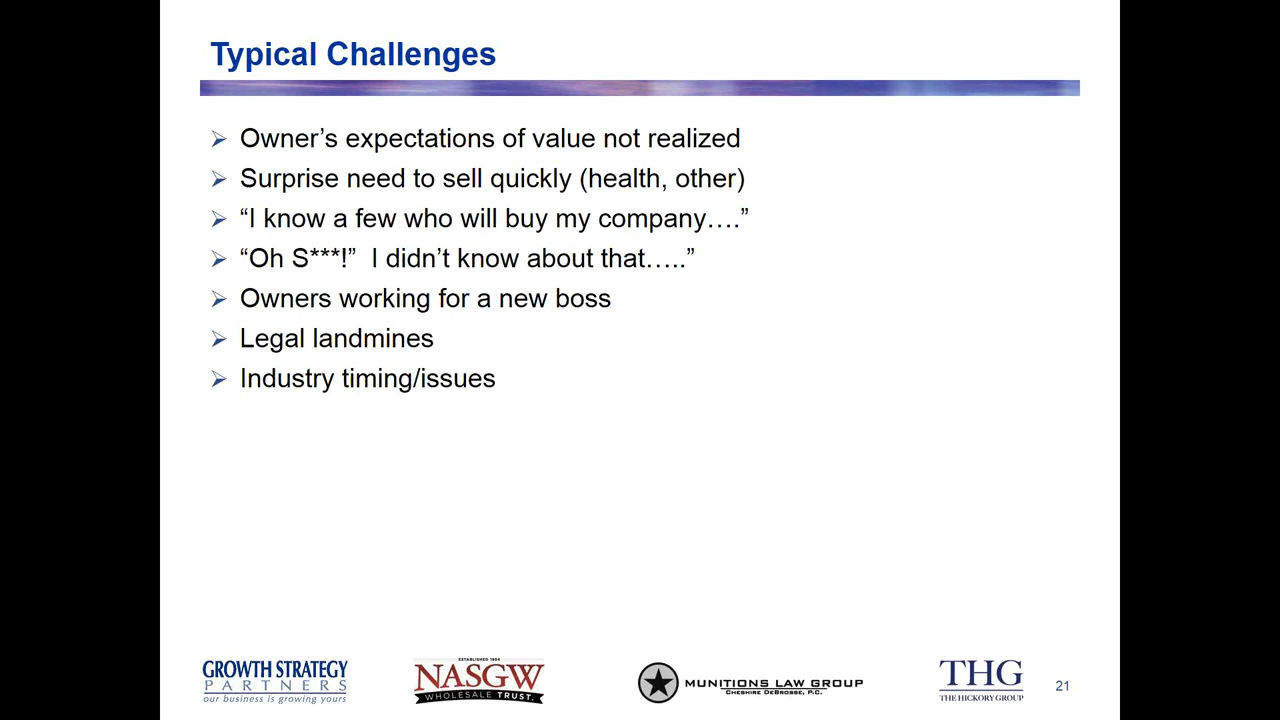 Typical Challenges
Owner’s expectations of value not realized
Surprise need to sell quickly (health, other)
“I know a few who will buy my company….”
“Oh S***!”  I didn’t know about that…..”
Owners working for a new boss
Legal landmines
Industry timing/issues
GROWTH STRATEGY
PARTNERS
our business is growing yours
ESTABLISHED 1954
NASGW
WHOLESALE TRUST.
MUNITIONS LAW GROUP
CHESHIRE DEBROSSE, P.C.
THG
THE HICKORY GROUP
21